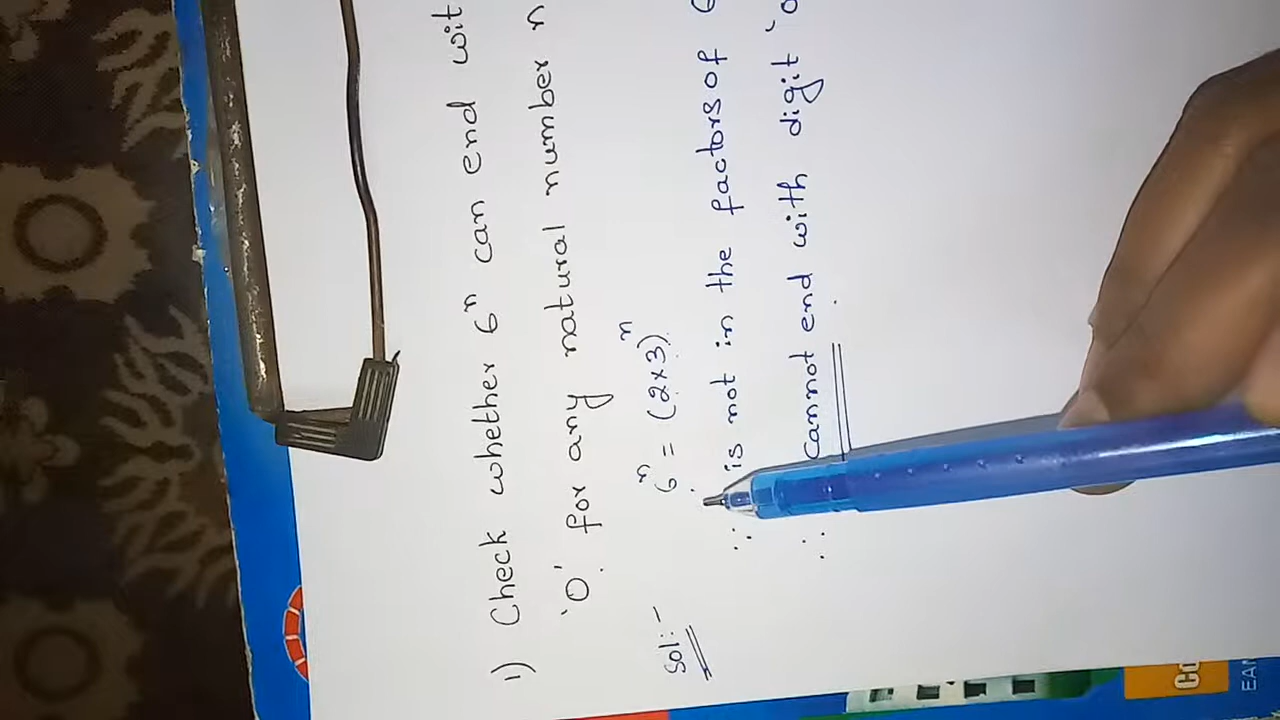 1) Check whether 6ⁿ can end wit
'0' for any natural number n
Sol:- 6ⁿ = (2×3)ⁿ
∵ is not in the factors of 6
∴ cannot end with digit '0
EAN